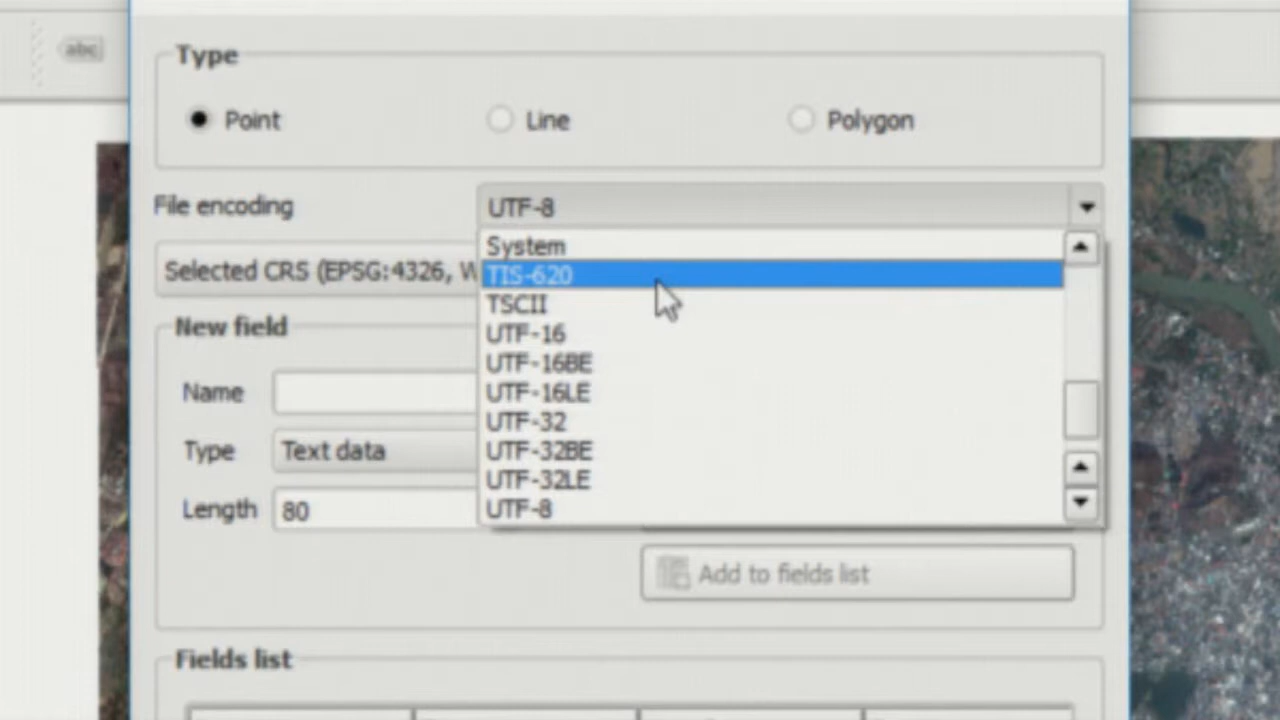 abc
Type
Point Line Polygon
File encoding UTF-8
System
Selected CRS (EPSG:4326, W TIS-620
TSCII
New field UTF-16
UTF-16BE
Name UTF-16LE
UTF-32
Type Text data UTF-32BE
UTF-32LE
Length 80 UTF-8
Add to fields list
Fields list